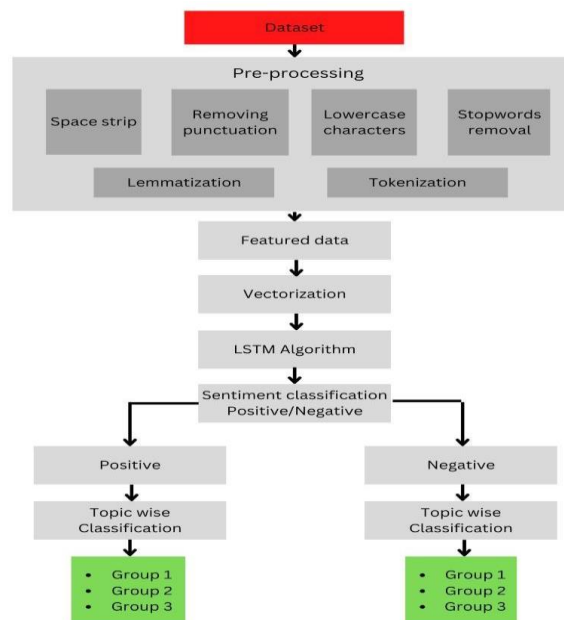 Dataset
Pre-processing
Space strip
Removing
punctuation
Lowercase
characters
Stopwords
removal
Lemmatization
Tokenization
Featured data
Vectorization
LSTM Algorithm
Sentiment classification
Positive/Negative
Positive
Negative
Topic wise
Classification
Topic wise
Classification
• Group 1
• Group 2
• Group 3
• Group 1
• Group 2
• Group 3